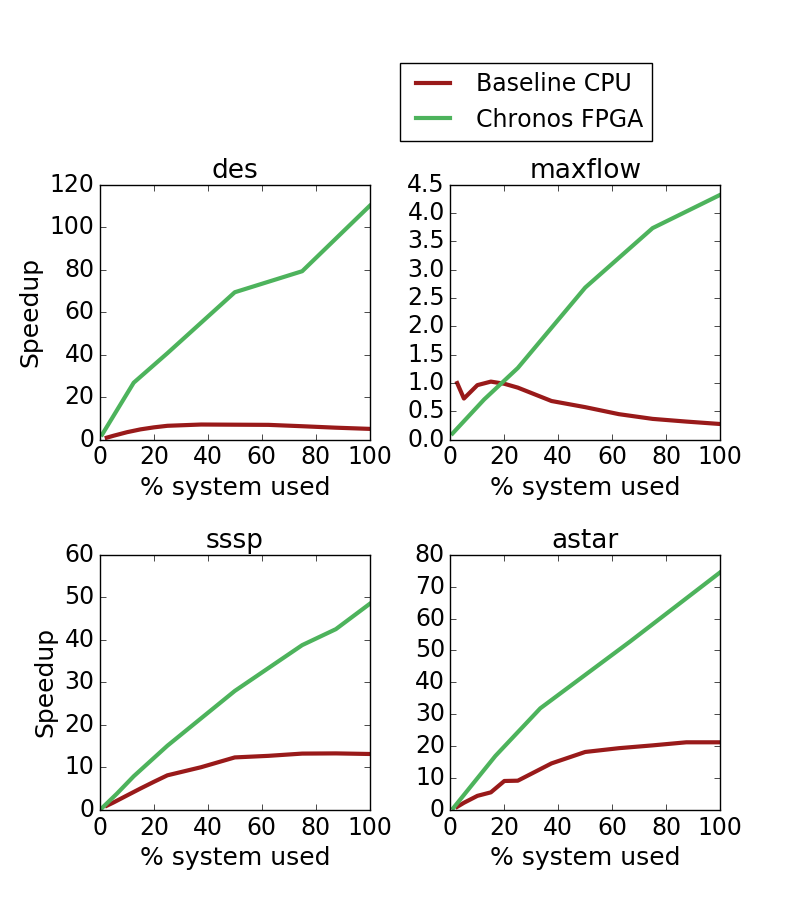 Baseline CPU
Chronos FPGA
des
120
100
80
60
40
20
0
Speedup
0 20 40 60 80 100
% system used
maxflow
4.5
4.0
3.5
3.0
2.5
2.0
1.5
1.0
0.5
0.0
0 20 40 60 80 100
% system used
sssp
60
50
40
30
20
10
0
Speedup
0 20 40 60 80 100
% system used
astar
80
70
60
50
40
30
20
10
0
0 20 40 60 80 100
% system used